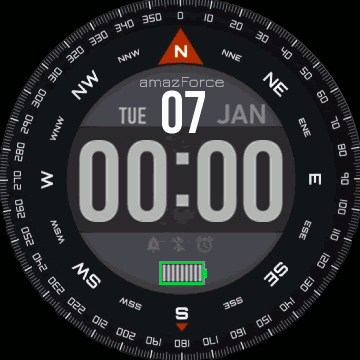 0 10 20 30 40 50 60 70 80 90 100 110 120 130 140 150 160 170 180 190 200 210 220 230 240 250 260 270 280 290 300 310 320 330 340 350
N NNE NE ENE E ESE SE SSE S SSW SW WSW W WNW NW NNW
amazForce
TUE 07 JAN
00:00